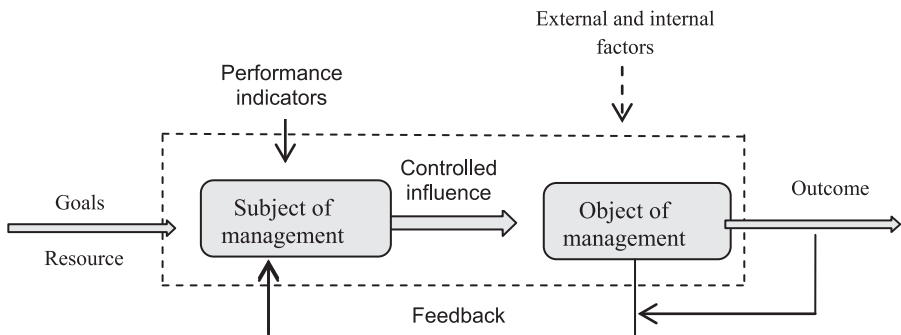 External and internal
factors
Performance
indicators
Controlled
influence
Goals
Resource
Subject of
management
Object of
management
Outcome
Feedback